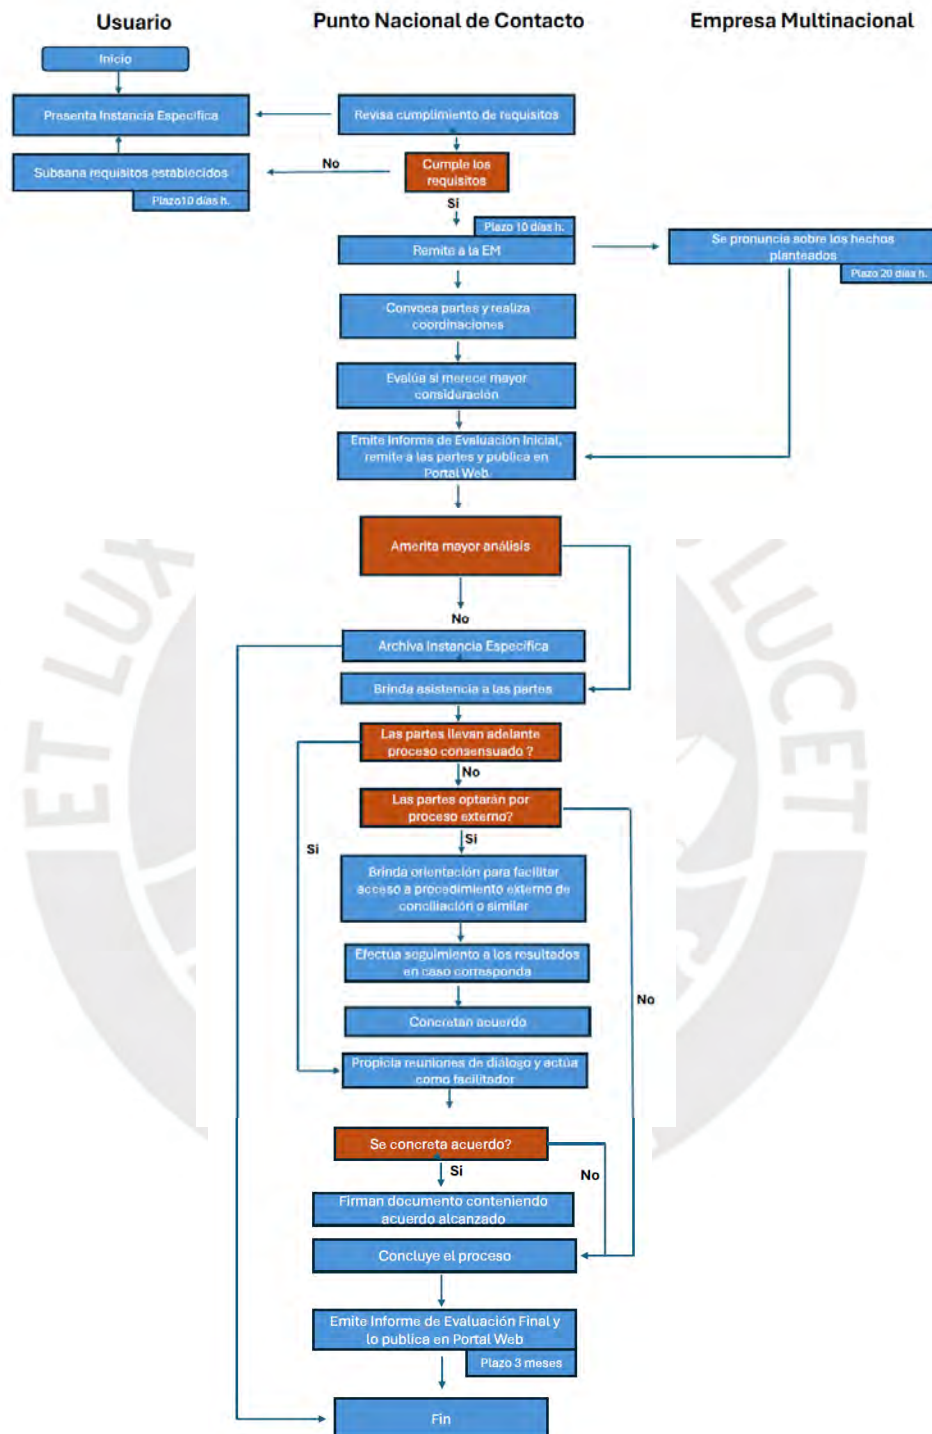 Usuario
Punto Nacional de Contacto
Empresa Multinacional
Inicio
Presenta Instancia Específica
Revisa cumplimiento de requisitos
Subsana requisitos establecidos
Plazo10 días h.
No
Cumple los
requisitos
Si
Plazo 10 días h.
Remite a la EM
Se pronuncia sobre los hechos
planteados
Plazo 20 días h.
Convoca partes y realiza
coordinaciones
Evalúa si merece mayor
consideración
Emite Informe de Evaluación Inicial,
remite a las partes y publica en
Portal Web
Amerita mayor análisis
No
Archiva Instancia Específica
Brinda asistencia a las partes
Las partes llevan adelante
proceso consensuado ?
No
Las partes optarán por
proceso externo?
Si
Si
Brinda orientación para facilitar
acceso a procedimiento externo de
conciliación o similar
Efectúa seguimiento a los resultados
en caso corresponda
No
Concretan acuerdo
Propicia reuniones de diálogo y actúa
como facilitador
Se concreta acuerdo?
Si
No
Firman documento conteniendo
acuerdo alcanzado
Concluye el proceso
Emite Informe de Evaluación Final y
lo publica en Portal Web
Plazo 3 meses
Fin
ET LUX
LUCET